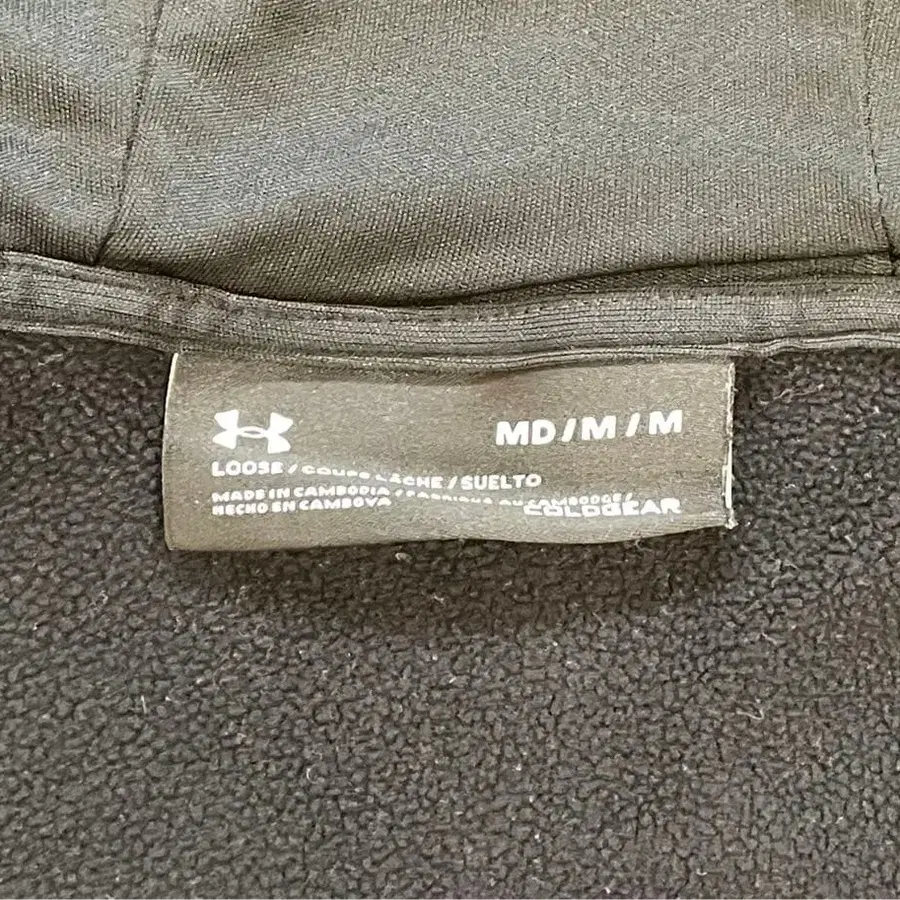 MD / M / M
LOOSE / COUPE LÂCHE / SUELTO
MADE IN CAMBODIA / FABRIQUÉ AU CAMBODGE /
HECHO EN CAMBOYA
COLDGEAR